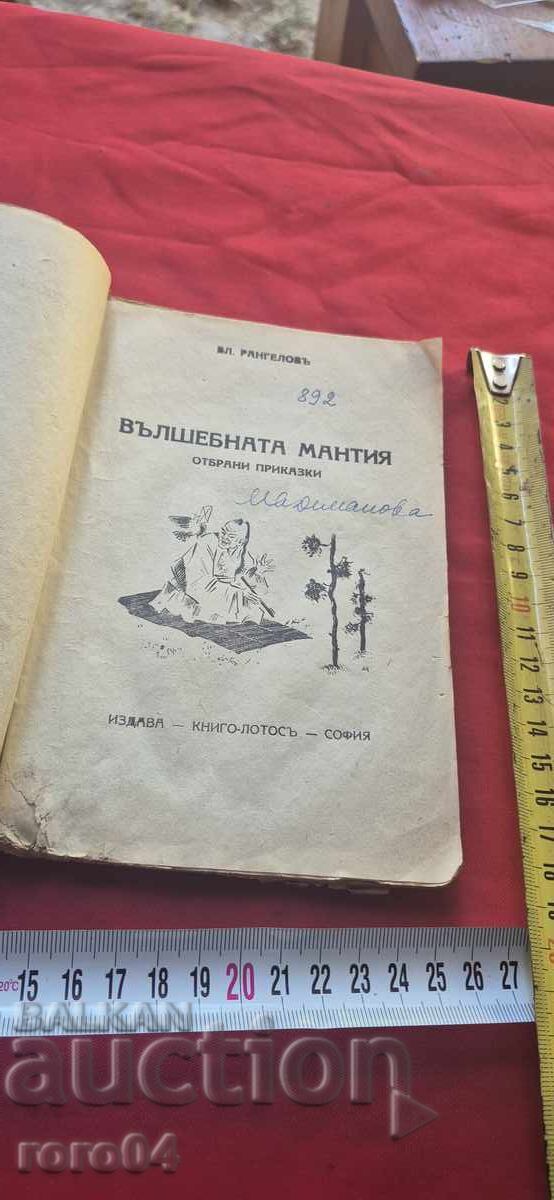 ВЛ. РАНГЕЛОВЪ
892
ВЪЛШЕБНАТА МАНТИЯ
ОТБРАНИ ПРИКАЗКИ
ИЗДАВА — КНИГО-ЛОТОСЪ — СОФИЯ
20°C 15 16 17 18 19 20 21 22 23 24 25 26 27
BALKAN
auction
roro04